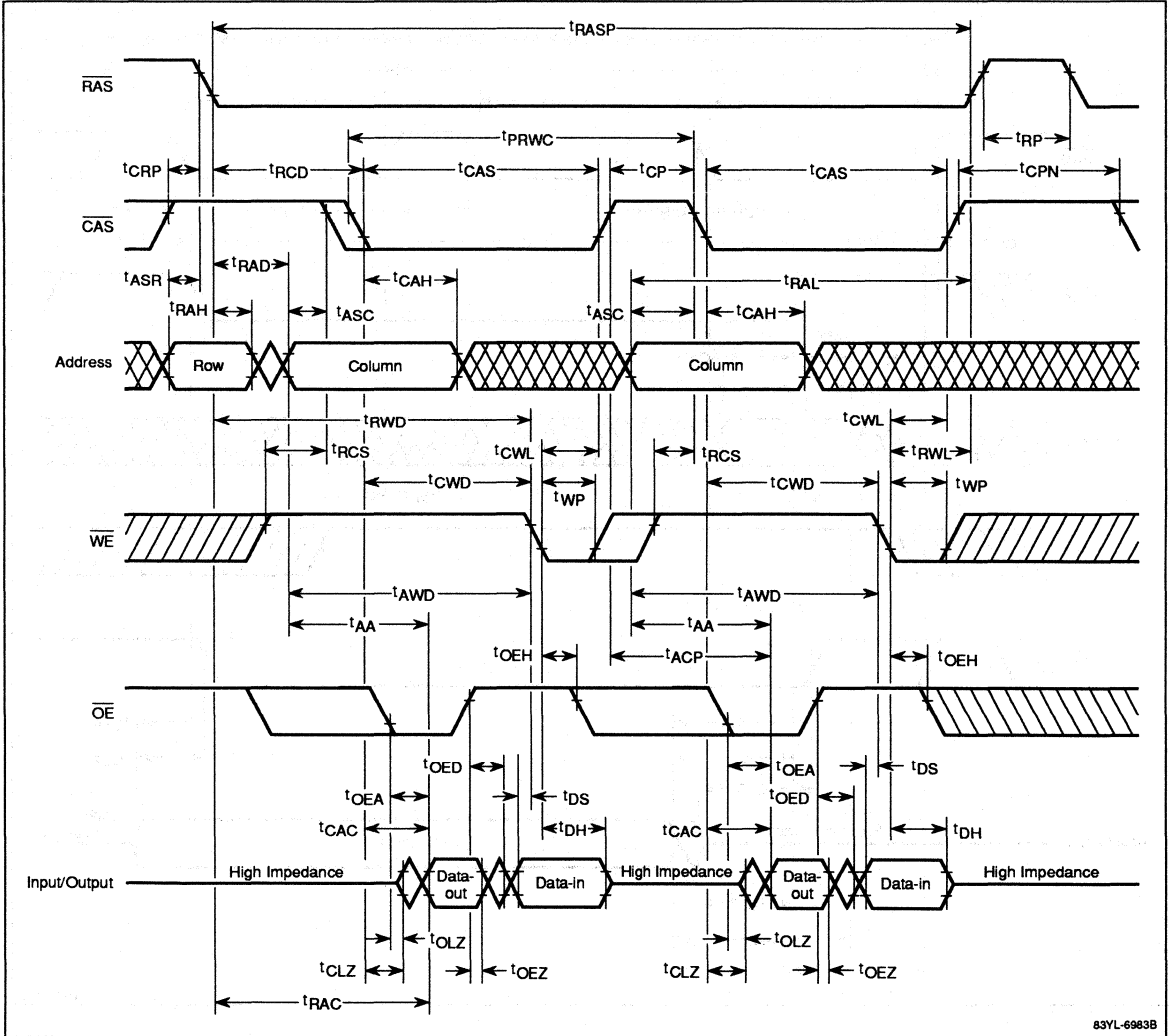 tRASP
RAS
tPRWC
tRP
tCRP
tRCD
tCAS
tCP
tCAS
tCPN
CAS
tASR
tRAD
tCAH
tRAL
tRAH
tASC
tASC
tCAH
Address
Row
Column
Column
tRWD
tCWL
tRCS
tCWL
tRCS
tRWL
tCWD
tWP
tCWD
tWP
WE
tAWD
tAWD
tAA
tAA
tOEH
tACP
tOEH
OE
tOED
tOEA
tDS
tOEA
tDS
tOED
tCAC
tDH
tCAC
tDH
Input/Output
High Impedance
Data-out
Data-in
High Impedance
Data-out
Data-in
High Impedance
tOLZ
tOLZ
tCLZ
tOEZ
tCLZ
tOEZ
tRAC
83YL-6983B